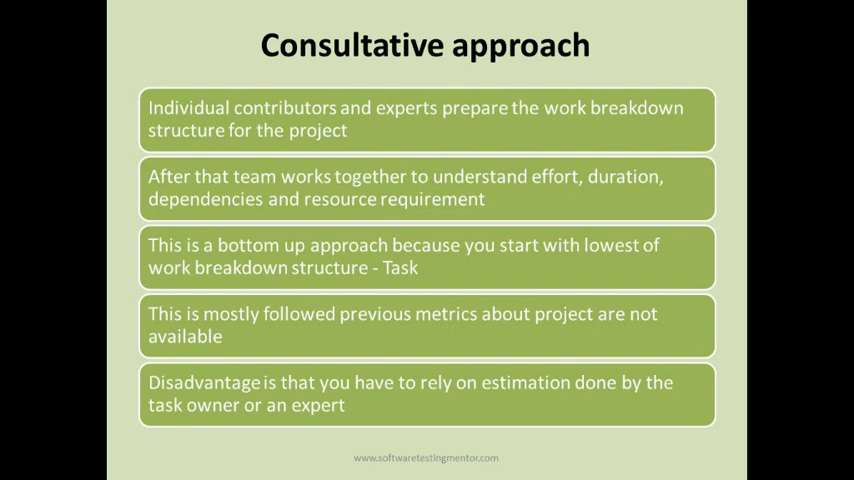 Consultative approach
Individual contributors and experts prepare the work breakdown
structure for the project
After that team works together to understand effort, duration,
dependencies and resource requirement
This is a bottom up approach because you start with lowest of
work breakdown structure - Task
This is mostly followed previous metrics about project are not
available
Disadvantage is that you have to rely on estimation done by the
task owner or an expert
www.softwaretestingmentor.com